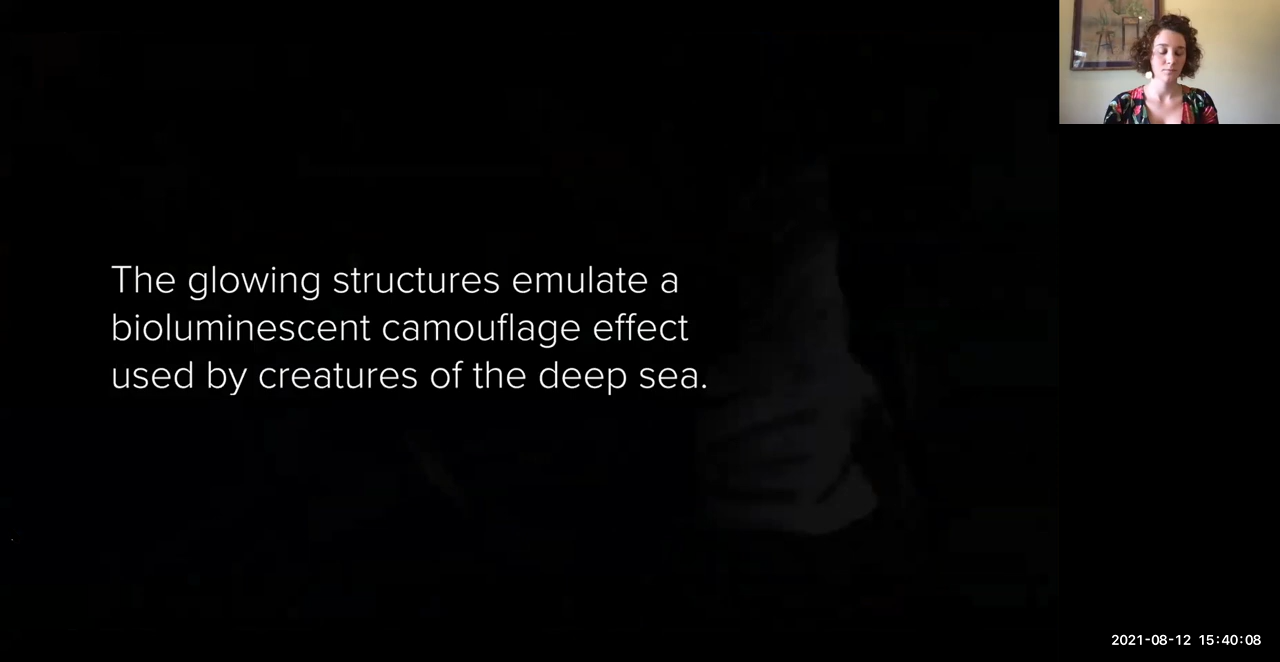 The glowing structures emulate a
bioluminescent camouflage effect
used by creatures of the deep sea.
2021-08-12 15:40:08